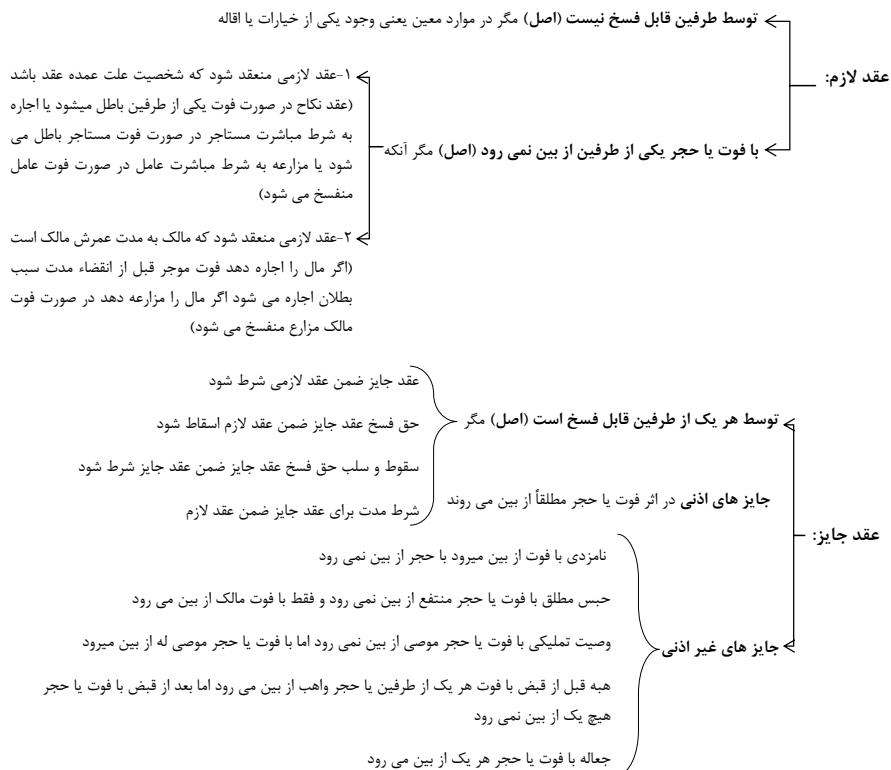 عقد لازم:
توسط طرفین قابل فسخ نیست (اصل) مگر در موارد معین یعنی وجود یکی از خیارات یا اقاله
با فوت یا حجر یکی از طرفین از بین نمی رود (اصل) مگر آنکه
۱-عقد لازمی منعقد شود که شخصیت علت عمده عقد باشد
(عقد نکاح در صورت فوت یکی از طرفین باطل میشود یا اجاره
به شرط مباشرت مستاجر در صورت فوت مستاجر باطل می
شود یا مزارعه به شرط مباشرت عامل در صورت فوت عامل
منفسخ می شود)
۲-عقد لازمی منعقد شود که مالک به مدت عمرش مالک است
(اگر مال را اجاره دهد فوت موجر قبل از انقضاء مدت سبب
بطلان اجاره می شود اگر مال را مزارعه دهد در صورت فوت
مالک مزارع منفسخ می شود)
عقد جایز:
توسط هر یک از طرفین قابل فسخ است (اصل) مگر
عقد جایز ضمن عقد لازمی شرط شود
حق فسخ عقد جایز ضمن عقد لازم اسقاط شود
سقوط و سلب حق فسخ عقد جایز ضمن عقد جایز شرط شود
شرط مدت برای عقد جایز ضمن عقد لازم
جایز های اذنی در اثر فوت یا حجر مطلقاً از بین می روند
جایز های غیر اذنی
نامزدی با فوت از بین میرود با حجر از بین نمی رود
حبس مطلق با فوت یا حجر منتفع از بین نمی رود و فقط با فوت مالک از بین می رود
وصیت تملیکی با فوت یا حجر موصی از بین نمی رود اما با فوت یا حجر موصی له از بین میرود
هبه قبل از قبض با فوت هر یک از طرفین یا حجر واهب از بین می رود اما بعد از قبض با فوت یا حجر
هیچ یک از بین نمی رود
جعاله با فوت یا حجر هر یک از بین می رود